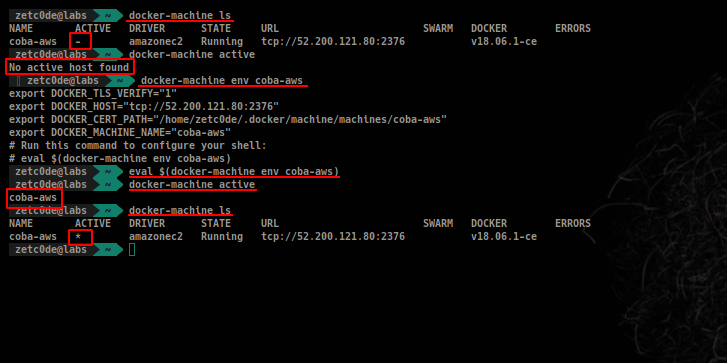 zetc0de@labs ~ docker-machine ls
NAME ACTIVE DRIVER STATE URL SWARM DOCKER ERRORS
coba-aws - amazonec2 Running tcp://52.200.121.80:2376 v18.06.1-ce
zetc0de@labs ~ docker-machine active
No active host found
zetc0de@labs ~ docker-machine env coba-aws
export DOCKER_TLS_VERIFY="1"
export DOCKER_HOST="tcp://52.200.121.80:2376"
export DOCKER_CERT_PATH="/home/zetc0de/.docker/machine/machines/coba-aws"
export DOCKER_MACHINE_NAME="coba-aws"
# Run this command to configure your shell:
# eval $(docker-machine env coba-aws)
zetc0de@labs ~ eval $(docker-machine env coba-aws)
zetc0de@labs ~ docker-machine active
coba-aws
zetc0de@labs ~ docker-machine ls
NAME ACTIVE DRIVER STATE URL SWARM DOCKER ERRORS
coba-aws * amazonec2 Running tcp://52.200.121.80:2376 v18.06.1-ce
zetc0de@labs ~